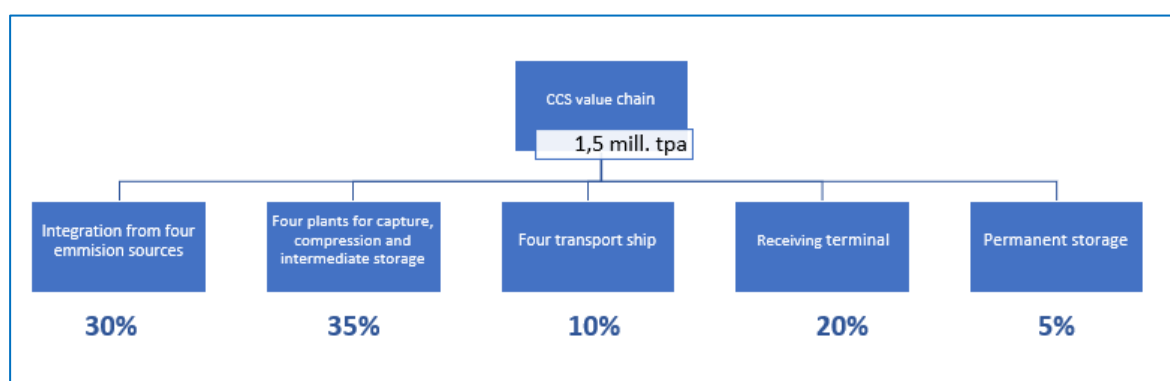 CCS value chain
1,5 mill. tpa
Integration from four
emmision sources
Four plants for capture,
compression and
intermediate storage
Four transport ship
Receiving terminal
Permanent storage
30%
35%
10%
20%
5%